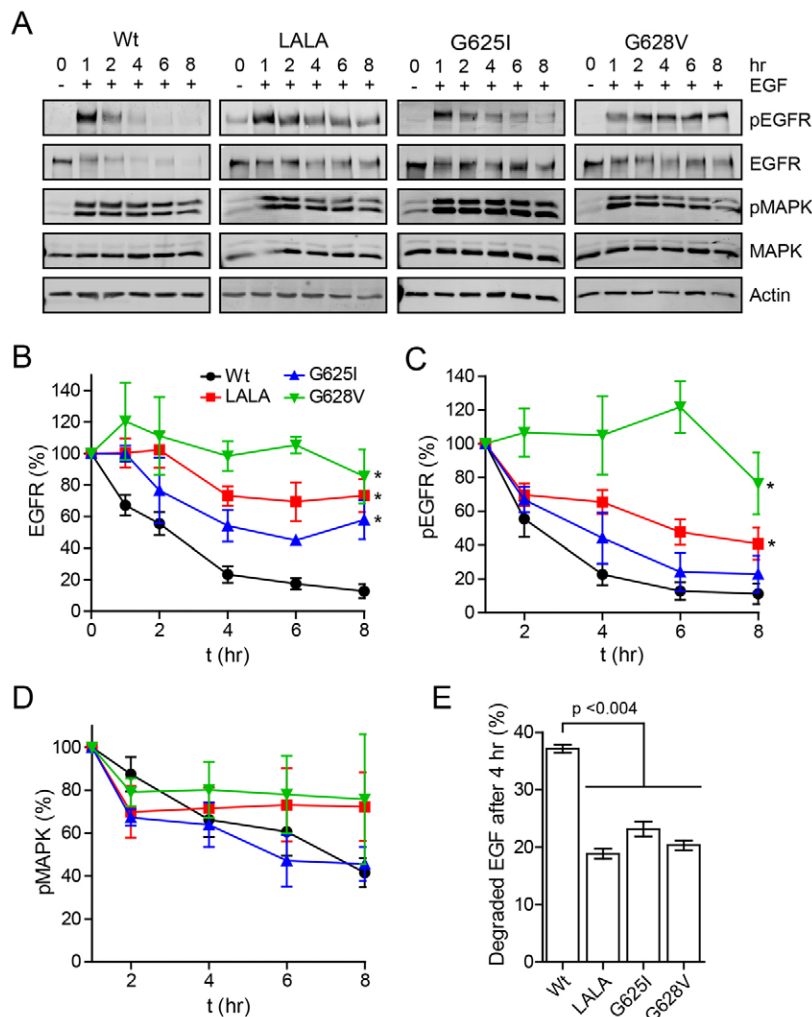 A
Wt LALA G625I G628V
0 1 2 4 6 8 0 1 2 4 6 8 0 1 2 4 6 8 0 1 2 4 6 8 hr
- + + + + + - + + + + + - + + + + + - + + + + + EGF
pEGFR
EGFR
pMAPK
MAPK
Actin
B
Wt G625I
LALA G628V
EGFR (%)
140
120
100
80
60
40
20
0
*
*
*
0 2 4 6 8
t (hr)
C
pEGFR (%)
140
120
100
80
60
40
20
0
*
*
2 4 6 8
t (hr)
D
pMAPK (%)
100
80
60
40
20
0
2 4 6 8
t (hr)
E
p <0.004
Degraded EGF after 4 hr (%)
40
30
20
10
0
Wt
LALA
G625I
G628V